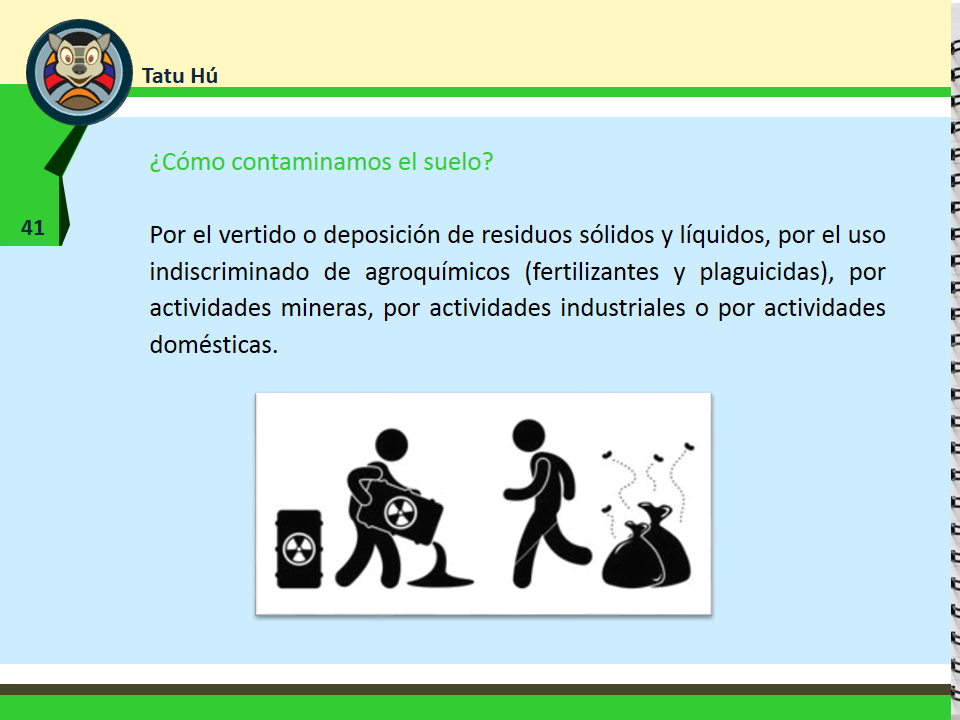 Tatu Hú
¿Cómo contaminamos el suelo?
41
Por el vertido o deposición de residuos sólidos y líquidos, por el uso
indiscriminado de agroquímicos (fertilizantes y plaguicidas), por
actividades mineras, por actividades industriales o por actividades
domésticas.